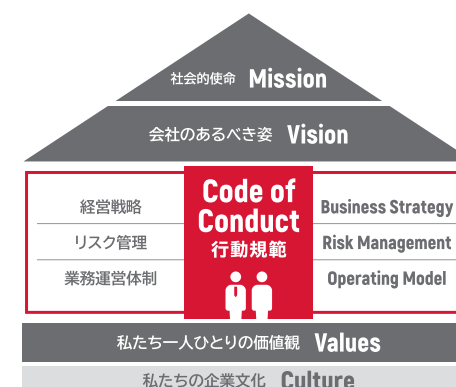 社会的使命 Mission
会社のあるべき姿 Vision
Code of
Conduct
行動規範
経営戦略 Business Strategy
リスク管理 Risk Management
業務運営体制 Operating Model
私たち一人ひとりの価値観 Values
私たちの企業文化 Culture